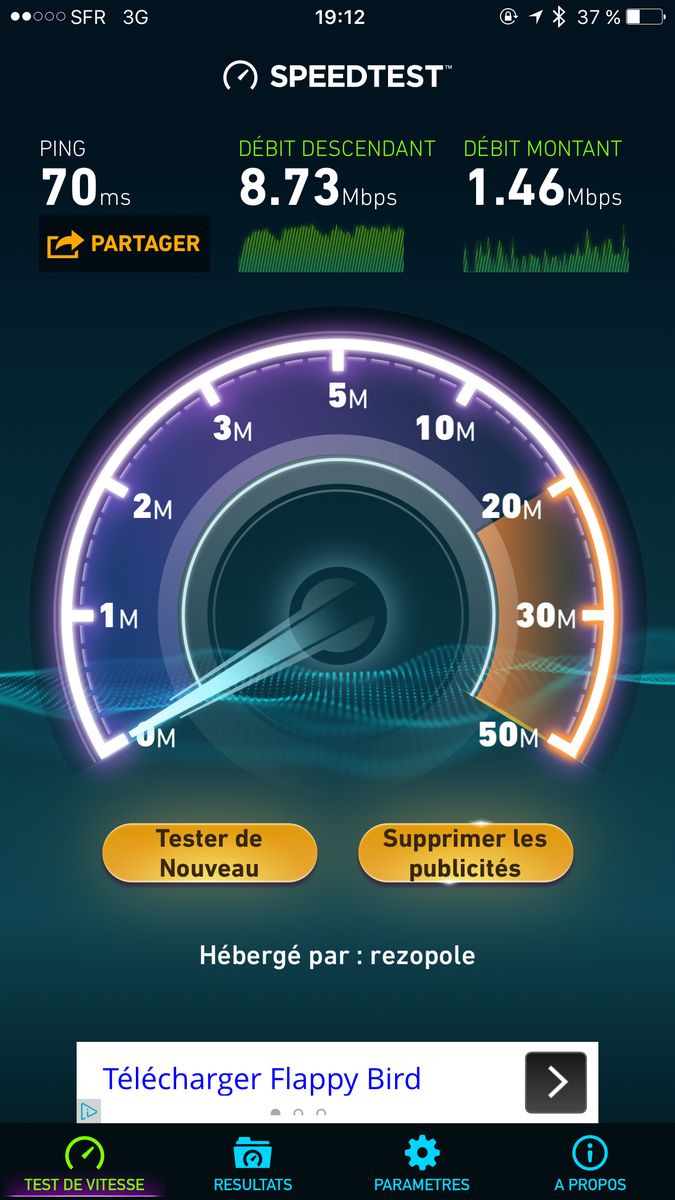 SFR 3G 19:12 37 %
SPEEDTEST™
PING DÉBIT DESCENDANT DÉBIT MONTANT
70ms 8.73Mbps 1.46Mbps
PARTAGER
5M
3M 10M
2M 20M
1M 30M
0M 50M
Tester de Nouveau
Supprimer les publicités
Hébergé par : rezopole
Télécharger Flappy Bird
TEST DE VITESSE RESULTATS PARAMETRES A PROPOS